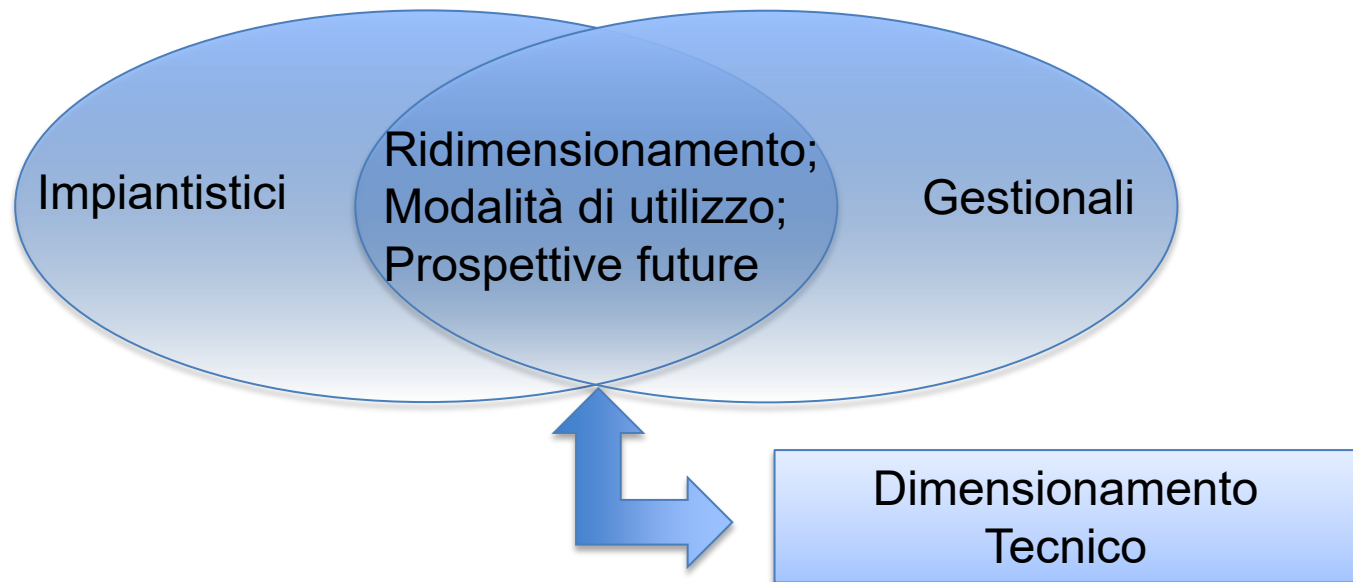 Impiantistici
Ridimensionamento;
Modalità di utilizzo;
Prospettive future
Gestionali
Dimensionamento
Tecnico